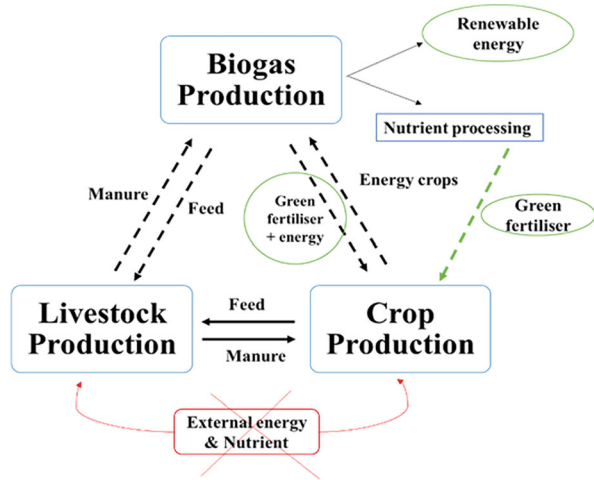 Renewable
energy
Biogas
Production
Nutrient processing
Manure
Feed
Green
fertiliser
+ energy
Energy crops
Green
fertiliser
Livestock
Production
Feed
Manure
Crop
Production
External energy
& Nutrient